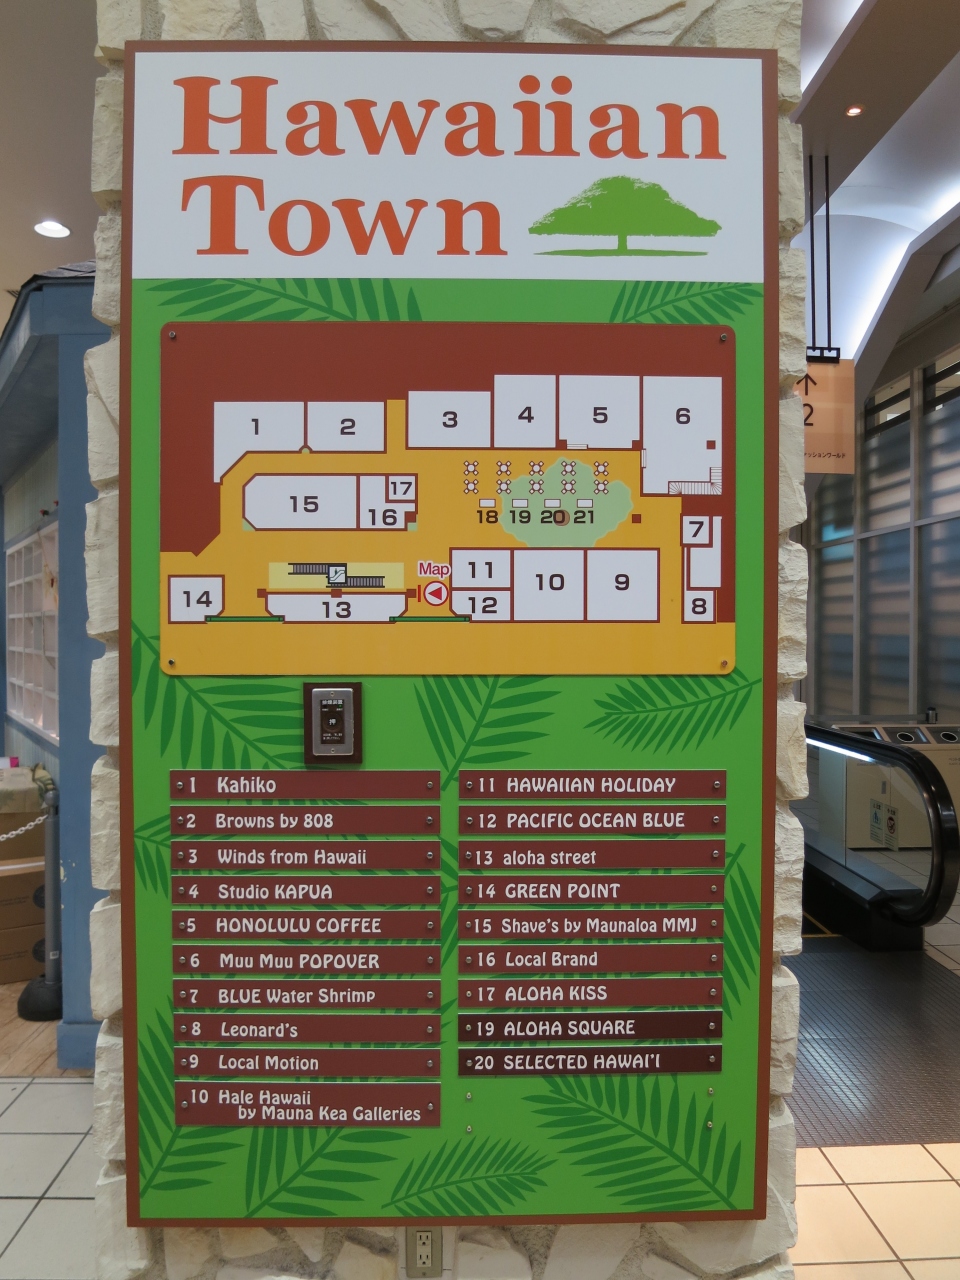 Hawaiian
Town
1
2
3
4
5
6
15
17
16
18
19
20
21
7
14
13
Map
11
12
10
9
8
押
1 Kahiko
2 Browns by 808
3 Winds from Hawaii
4 Studio KAPUA
5 HONOLULU COFFEE
6 Muu Muu POPOVER
7 BLUE Water Shrimp
8 Leonard's
9 Local Motion
10 Hale Hawaii
by Mauna Kea Galleries
11 HAWAIIAN HOLIDAY
12 PACIFIC OCEAN BLUE
13 aloha street
14 GREEN POINT
15 Shave's by Maunaloa MMJ
16 Local Brand
17 ALOHA KISS
19 ALOHA SQUARE
20 SELECTED HAWAI'I
2